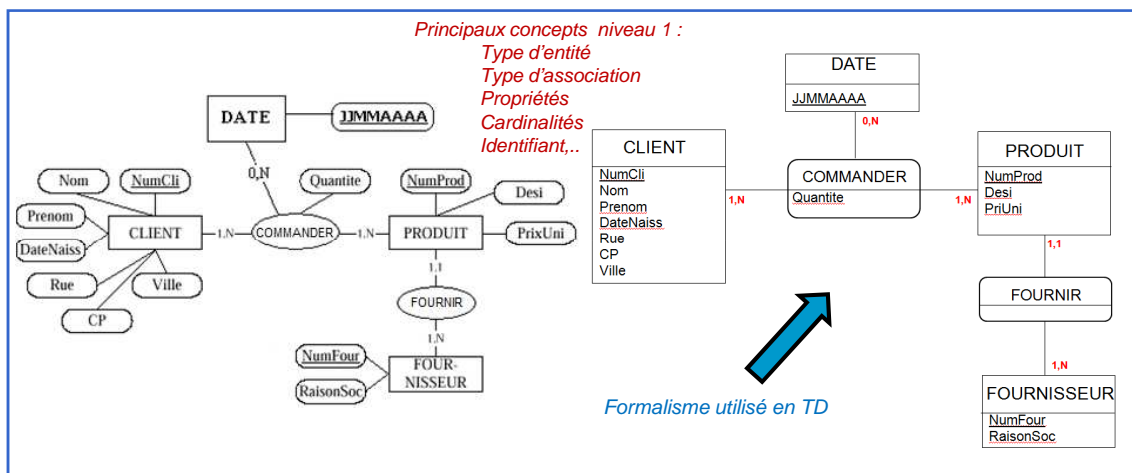 Principaux concepts niveau 1 :
Type d'entité
Type d'association
Propriétés
Cardinalités
Identifiant,..
DATE
JJMMAAAA
0,N
Nom
NumCli
Quantite
NumProd
Desi
Prenom
CLIENT
1,N
COMMANDER
1,N
PRODUIT
PrixUni
DateNaiss
Rue
Ville
CP
1,1
FOURNIR
1,N
NumFour
FOUR-
NISSEUR
RaisonSoc
DATE
JJMMAAAA
0,N
CLIENT
NumCli
Nom
Prenom
DateNaiss
Rue
CP
Ville
1,N
COMMANDER
Quantite
1,N
PRODUIT
NumProd
Desi
PriUni
1,1
FOURNIR
1,N
FOURNISSEUR
NumFour
RaisonSoc
Formalisme utilisé en TD